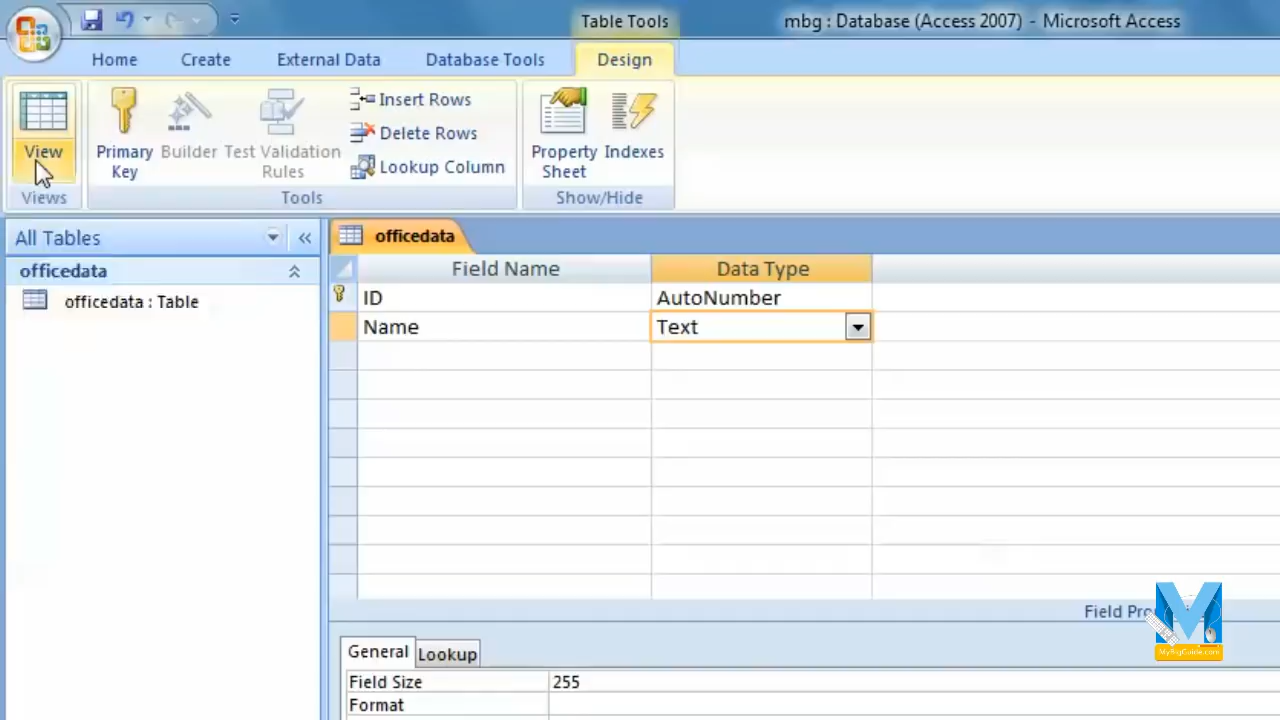 Table Tools
mbg : Database (Access 2007) - Microsoft Access
Home Create External Data Database Tools Design
View
Views
Primary Key
Builder
Test Validation Rules
Insert Rows
Delete Rows
Lookup Column
Tools
Property Sheet
Indexes
Show/Hide
All Tables
officedata
officedata : Table
officedata
Field Name Data Type
ID AutoNumber
Name Text
Field Pro
General Lookup
Field Size 255
Format
MyBigGuide.com